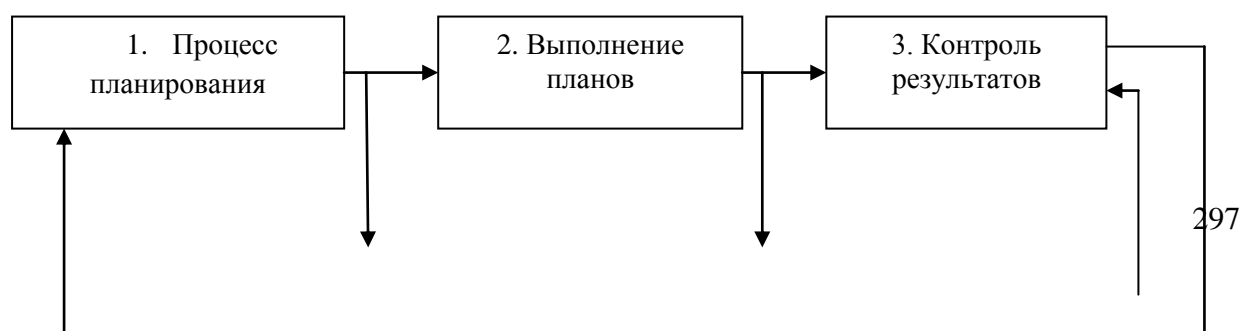 1. Процесс
планирования
2. Выполнение
планов
3. Контроль
результатов
297